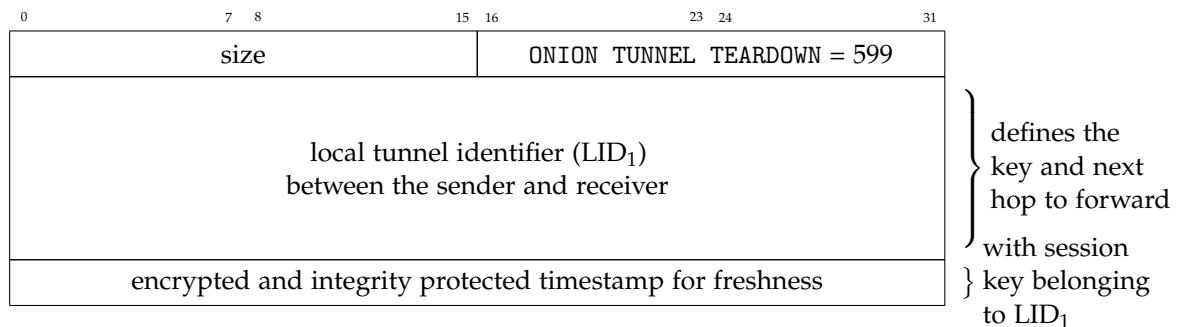 0 7 8 15 16 23 24 31
size ONION TUNNEL TEARDOWN = 599
local tunnel identifier (LID₁)
between the sender and receiver
defines the
key and next
hop to forward
encrypted and integrity protected timestamp for freshness
with session
key belonging
to LID₁